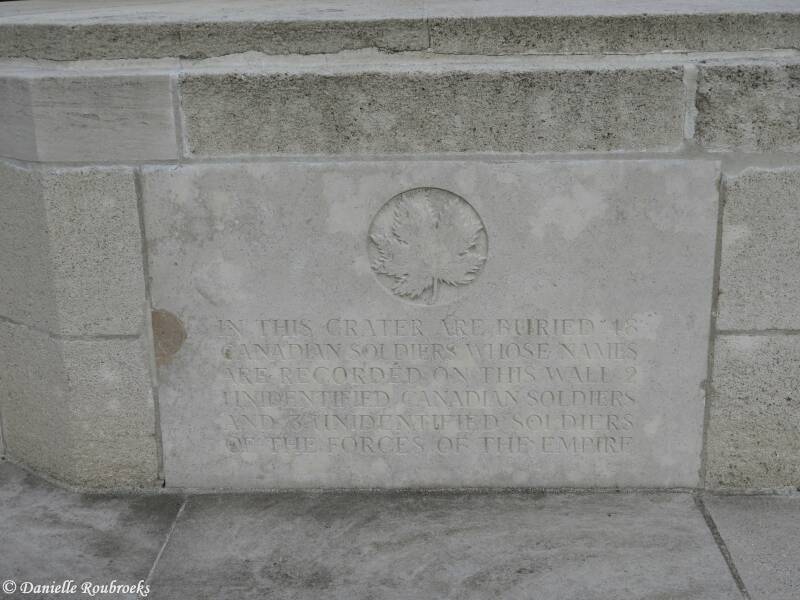 IN THIS CRATER ARE BURIED 48
CANADIAN SOLDIERS WHOSE NAMES
ARE RECORDED ON THIS WALL 2
UNIDENTIFIED CANADIAN SOLDIERS
AND 3 UNIDENTIFIED SOLDIERS
OF THE FORCES OF THE EMPIRE
© Danielle Roubroeks